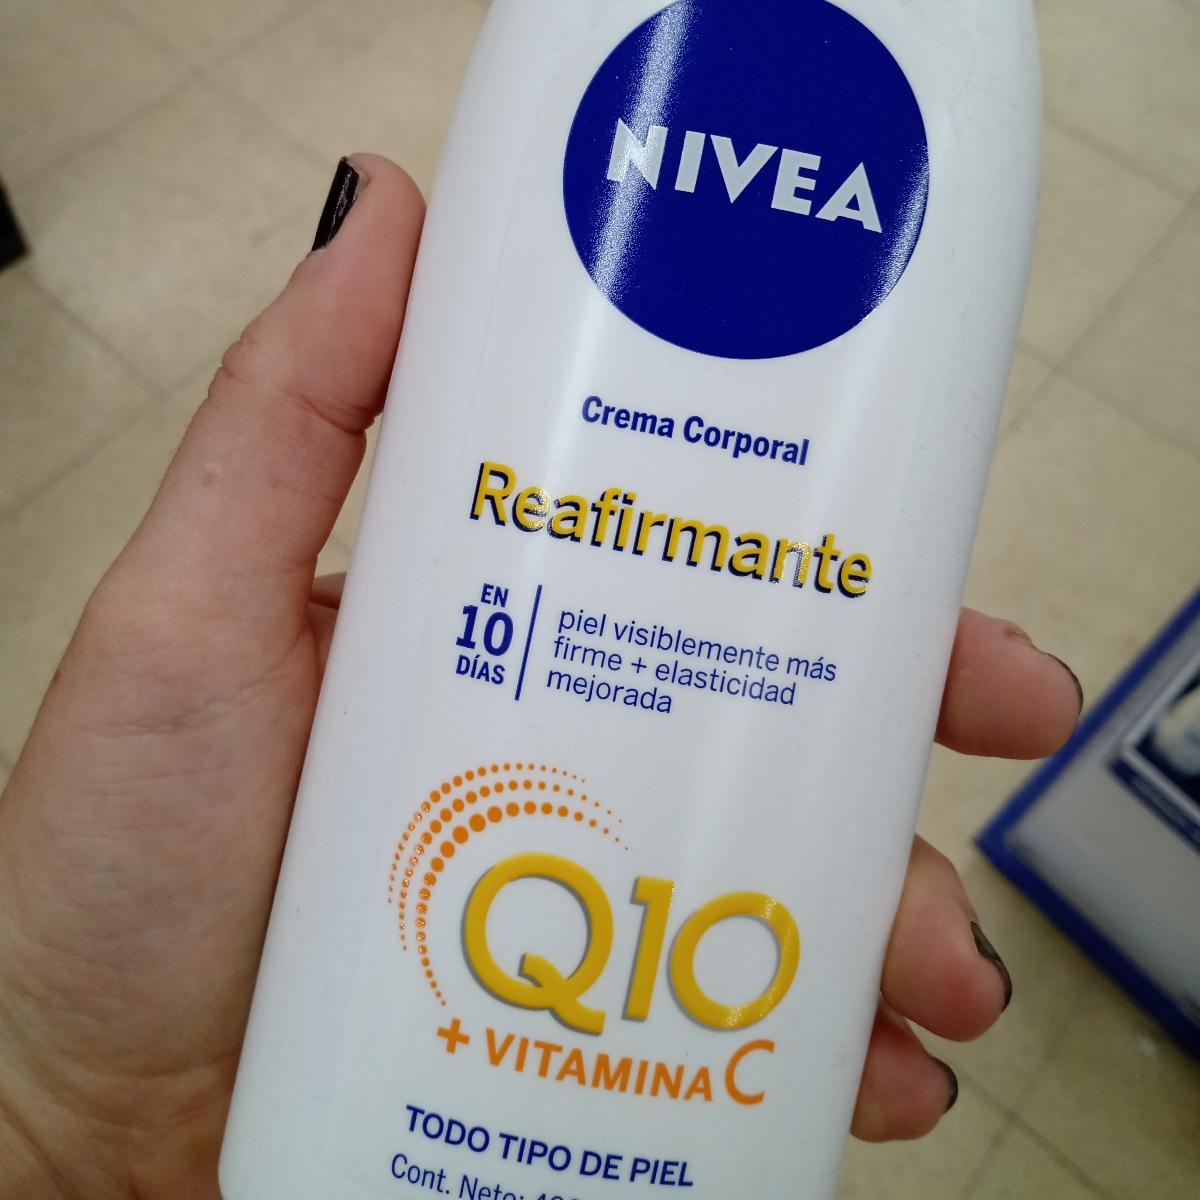 NIVEA
Crema Corporal
Reafirmante
EN
10
DÍAS
piel visiblemente más
firme + elasticidad
mejorada
Q10
+ VITAMINA C
TODO TIPO DE PIEL
Cont. Neto: